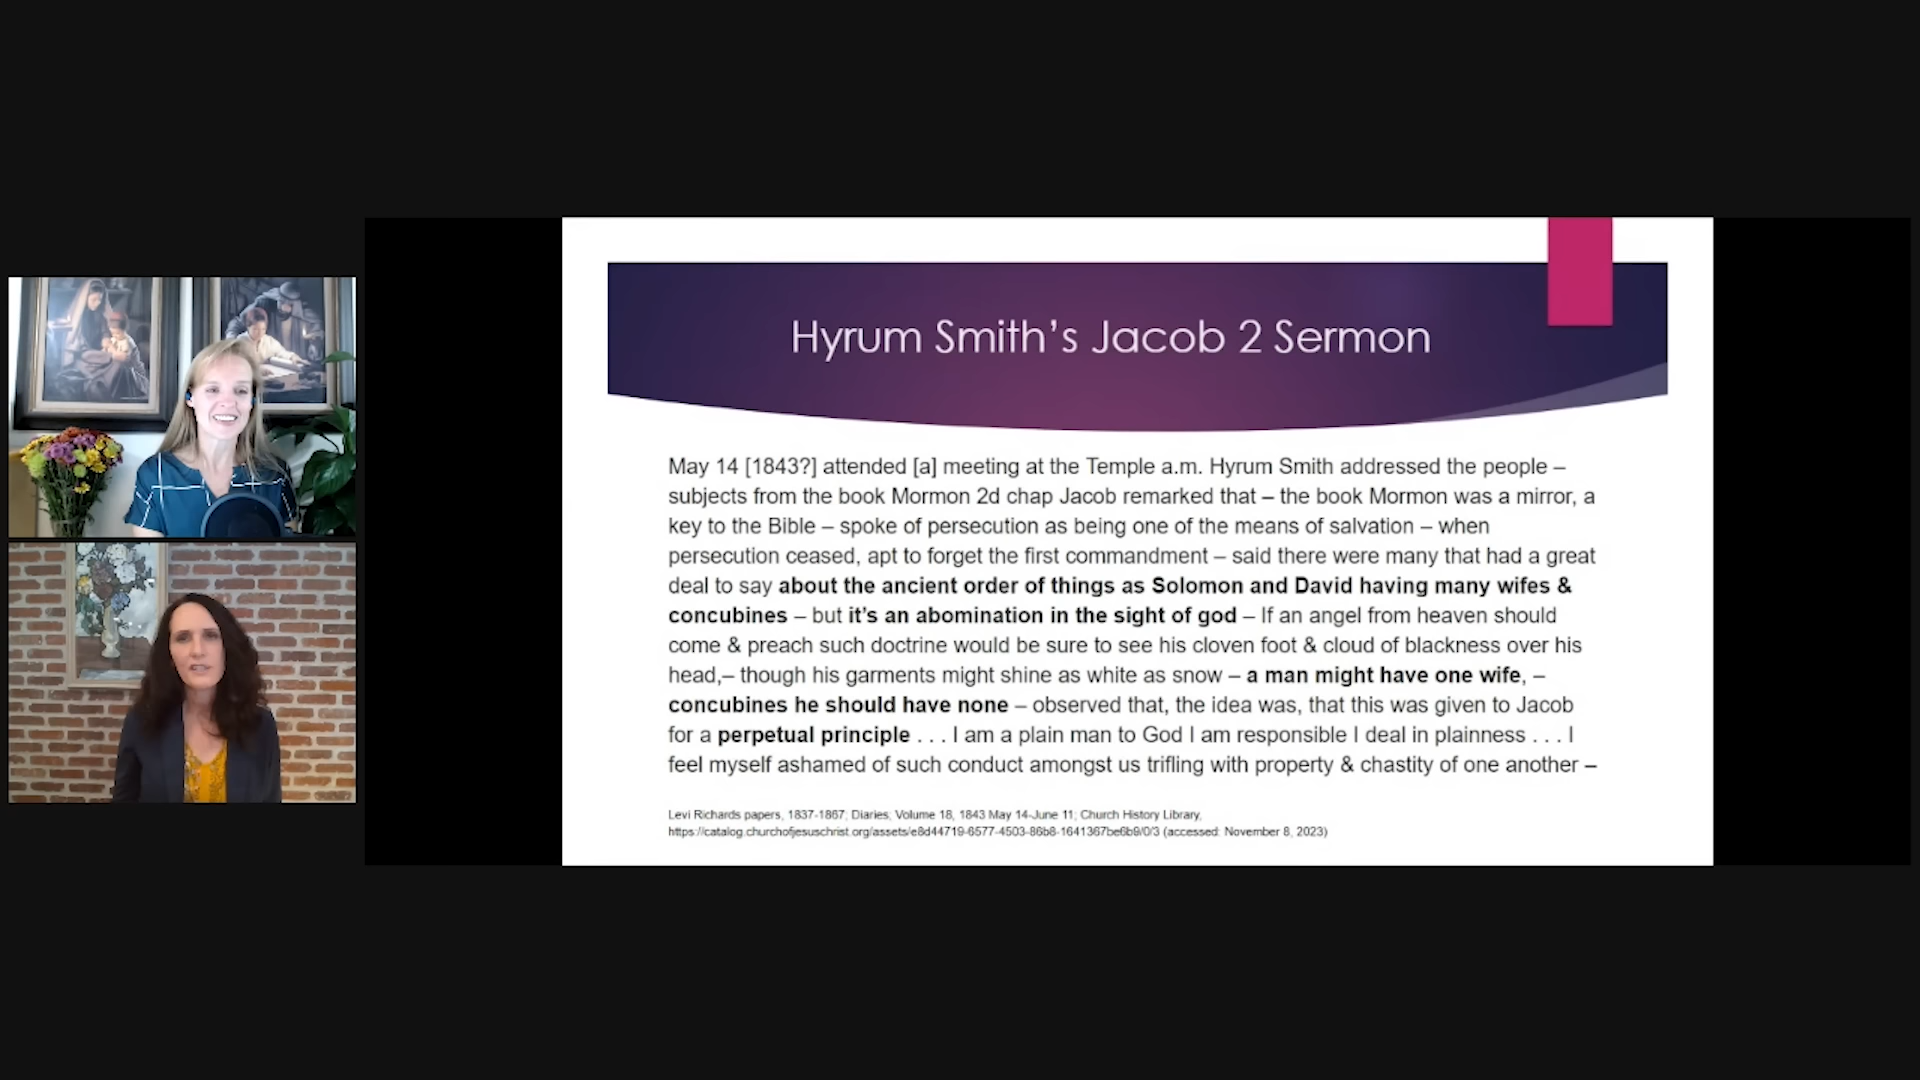 Hyrum Smith's Jacob 2 Sermon
May 14 [1843?] attended [a] meeting at the Temple a.m. Hyrum Smith addressed the people –
subjects from the book Mormon 2d chap Jacob remarked that – the book Mormon was a mirror, a
key to the Bible – spoke of persecution as being one of the means of salvation – when
persecution ceased, apt to forget the first commandment – said there were many that had a great
deal to say about the ancient order of things as Solomon and David having many wifes &
concubines – but it's an abomination in the sight of god – If an angel from heaven should
come & preach such doctrine would be sure to see his cloven foot & cloud of blackness over his
head,– though his garments might shine as white as snow – a man might have one wife, –
concubines he should have none – observed that, the idea was, that this was given to Jacob
for a perpetual principle . . . I am a plain man to God I am responsible I deal in plainness . . . I
feel myself ashamed of such conduct amongst us trifling with property & chastity of one another –
Levi Richards papers, 1837-1867; Diaries; Volume 18, 1843 May 14-June 11; Church History Library,
https://catalog.churchofjesuschrist.org/assets/e8d44719-6577-4503-86b8-1641367be6b9/0/3 (accessed: November 8, 2023)